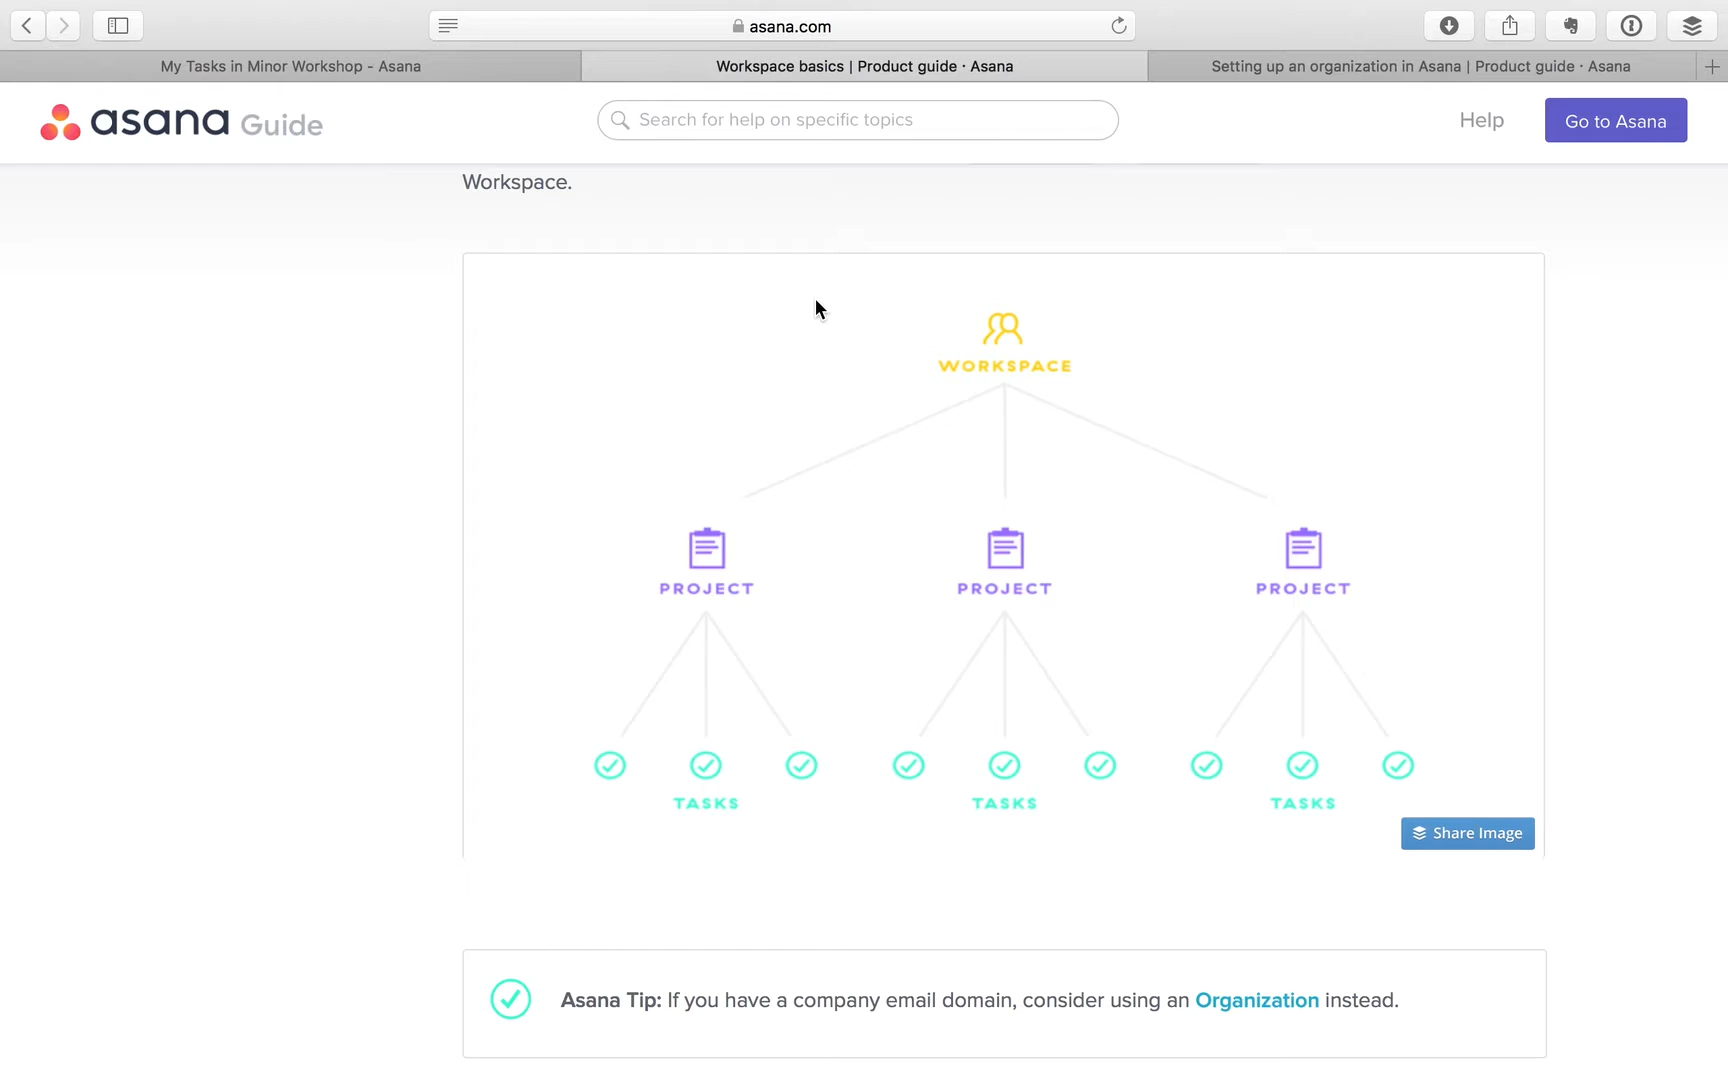 asana.com
My Tasks in Minor Workshop - Asana
Workspace basics | Product guide · Asana
Setting up an organization in Asana | Product guide · Asana
asana Guide
Search for help on specific topics
Help
Go to Asana
Workspace.
WORKSPACE
PROJECT
PROJECT
PROJECT
TASKS
TASKS
TASKS
Share Image
Asana Tip: If you have a company email domain, consider using an Organization instead.